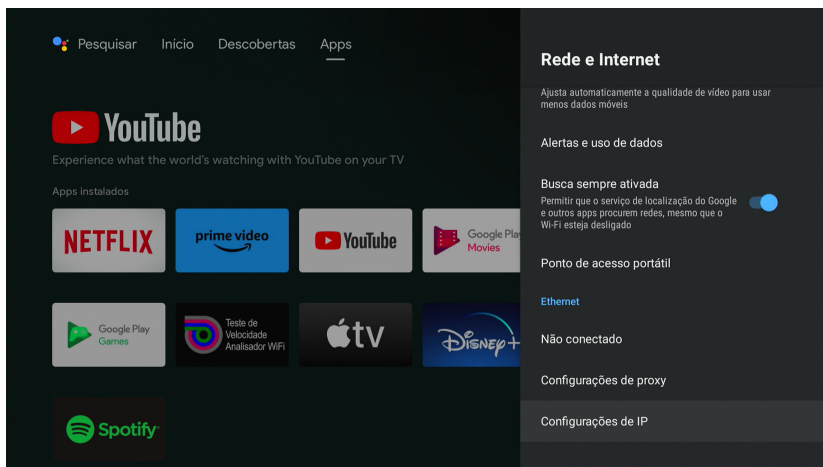 Pesquisar Início Descobertas Apps
YouTube
Experience what the world's watching with YouTube on your TV
Apps instalados
NETFLIX
prime video
YouTube
Google Play
Movies
Google Play
Games
Teste de
Velocidade
Analisador WiFi
tv
Disney+
Spotify
Rede e Internet
Ajusta automaticamente a qualidade de vídeo para usar
menos dados móveis
Alertas e uso de dados
Busca sempre ativada
Permitir que o serviço de localização do Google
e outros apps procurem redes, mesmo que o
Wi-Fi esteja desligado
Ponto de acesso portátil
Ethernet
Não conectado
Configurações de proxy
Configurações de IP